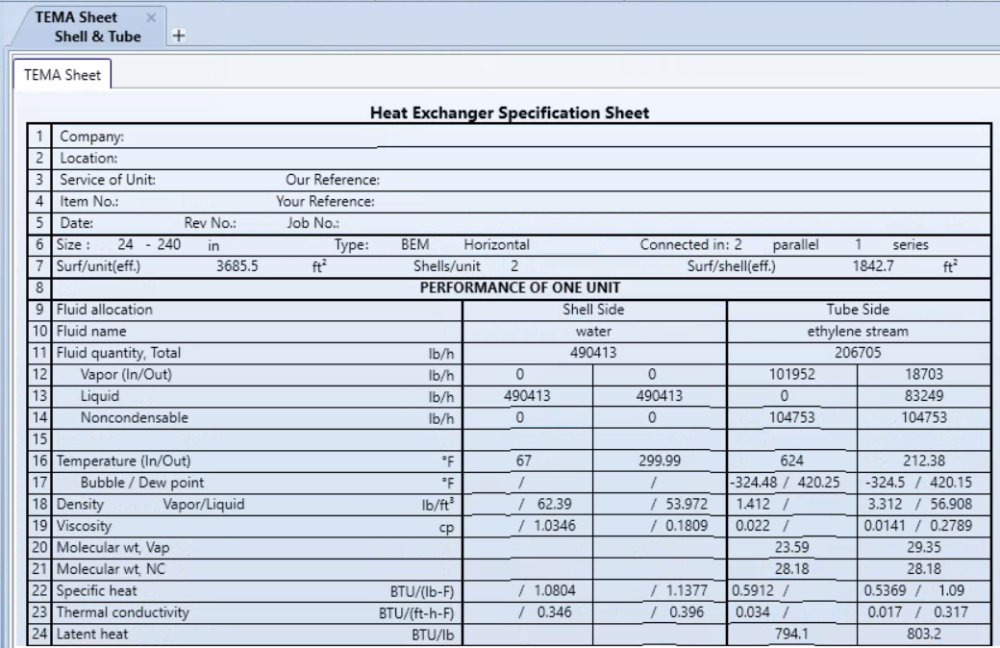 TEMA Sheet ×
Shell & Tube +
TEMA Sheet
Heat Exchanger Specification Sheet
1 Company:
2 Location:
3 Service of Unit: Our Reference:
4 Item No.: Your Reference:
5 Date: Rev No.: Job No.:
6 Size : 24 - 240 in Type: BEM Horizontal Connected in: 2 parallel 1 series
7 Surf/unit(eff.) 3685.5 ft² Shells/unit 2 Surf/shell(eff.) 1842.7 ft²
8 PERFORMANCE OF ONE UNIT
9 Fluid allocation Shell Side Tube Side
10 Fluid name water ethylene stream
11 Fluid quantity, Total lb/h 490413 206705
12 Vapor (In/Out) lb/h 0 0 101952 18703
13 Liquid lb/h 490413 490413 0 83249
14 Noncondensable lb/h 0 0 104753 104753
15
16 Temperature (In/Out) °F 67 299.99 624 212.38
17 Bubble / Dew point °F / / -324.48 / 420.25 -324.5 / 420.15
18 Density Vapor/Liquid lb/ft³ / 62.39 / 53.972 1.412 / 3.312 / 56.908
19 Viscosity cp / 1.0346 / 0.1809 0.022 / 0.0141 / 0.2789
20 Molecular wt, Vap 23.59 29.35
21 Molecular wt, NC 28.18 28.18
22 Specific heat BTU/(lb-F) / 1.0804 / 1.1377 0.5912 / 0.5369 / 1.09
23 Thermal conductivity BTU/(ft-h-F) / 0.346 / 0.396 0.034 / 0.017 / 0.317
24 Latent heat BTU/lb 794.1 803.2